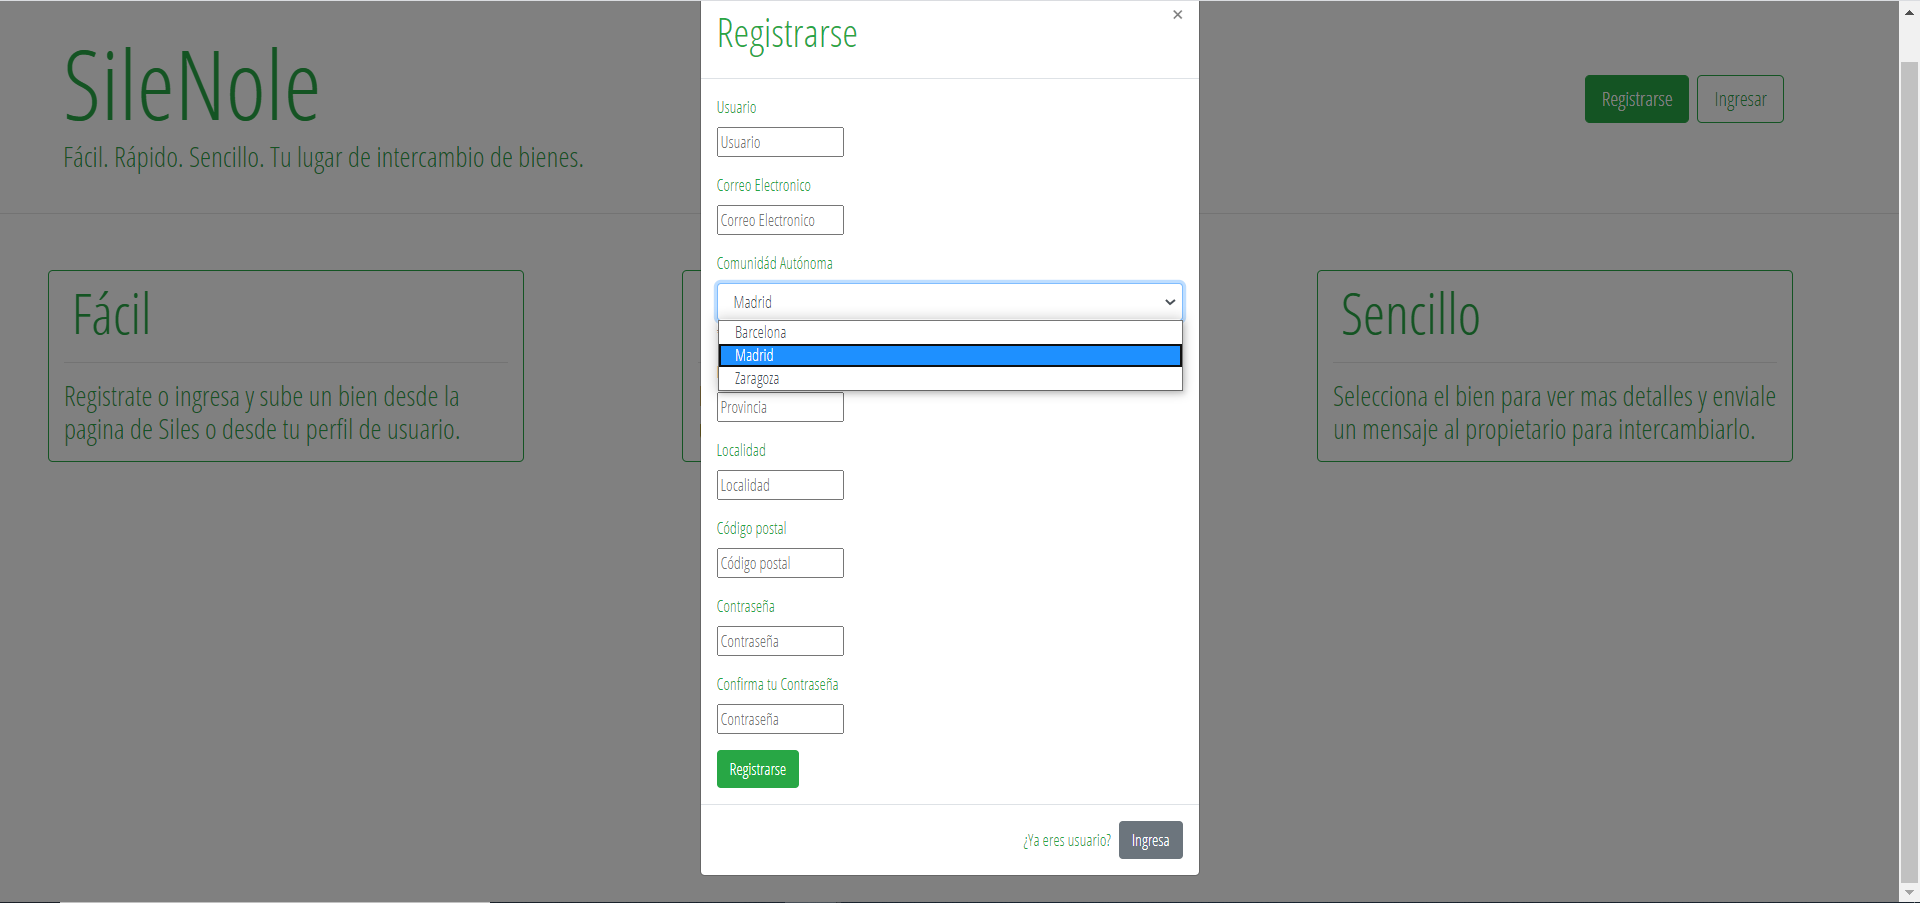 SileNole
Fácil. Rápido. Sencillo. Tu lugar de intercambio de bienes.
Registrarse
Ingresar
Fácil
Registrate o ingresa y sube un bien desde la
pagina de Siles o desde tu perfil de usuario.
Sencillo
Selecciona el bien para ver mas detalles y enviale
un mensaje al propietario para intercambiarlo.
×
Registrarse
Usuario
Usuario
Correo Electronico
Correo Electronico
Comunidád Autónoma
Madrid
Barcelona
Madrid
Zaragoza
Provincia
Localidad
Localidad
Código postal
Código postal
Contraseña
Contraseña
Confirma tu Contraseña
Contraseña
Registrarse
¿Ya eres usuario?
Ingresa